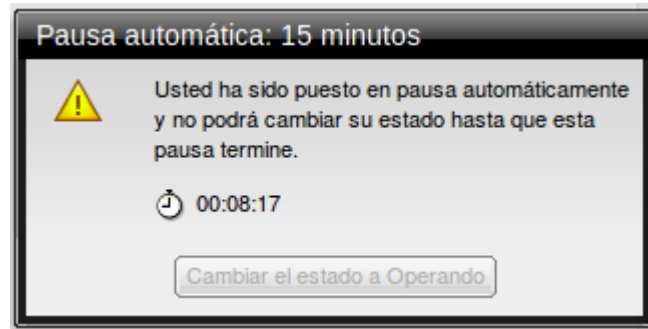 Pausa automática: 15 minutos
Usted ha sido puesto en pausa automáticamente
y no podrá cambiar su estado hasta que esta
pausa termine.
00:08:17
Cambiar el estado a Operando